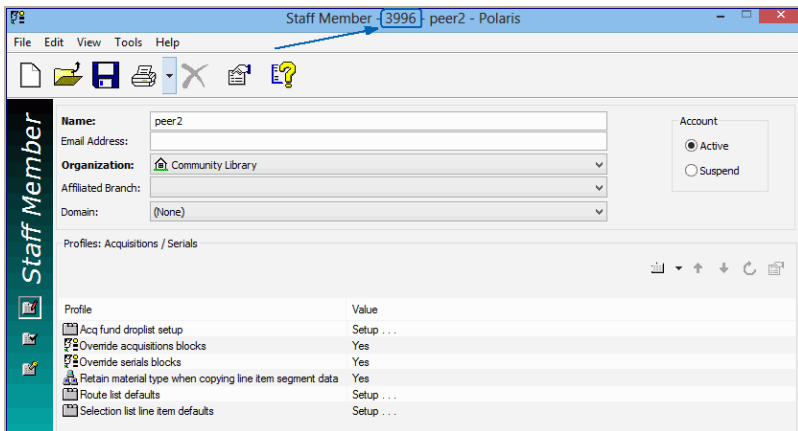 Staff Member - 3996 - peer2 - Polaris
File Edit View Tools Help
Staff Member
Name: peer2
Email Address:
Organization: Community Library
Affiliated Branch:
Domain: (None)
Account
Active
Suspend
Profiles: Acquisitions / Serials
Profile Value
Acq fund droplist setup Setup . . .
Override acquisitions blocks Yes
Override serials blocks Yes
Retain material type when copying line item segment data Yes
Route list defaults Setup . . .
Selection list line item defaults Setup . . .